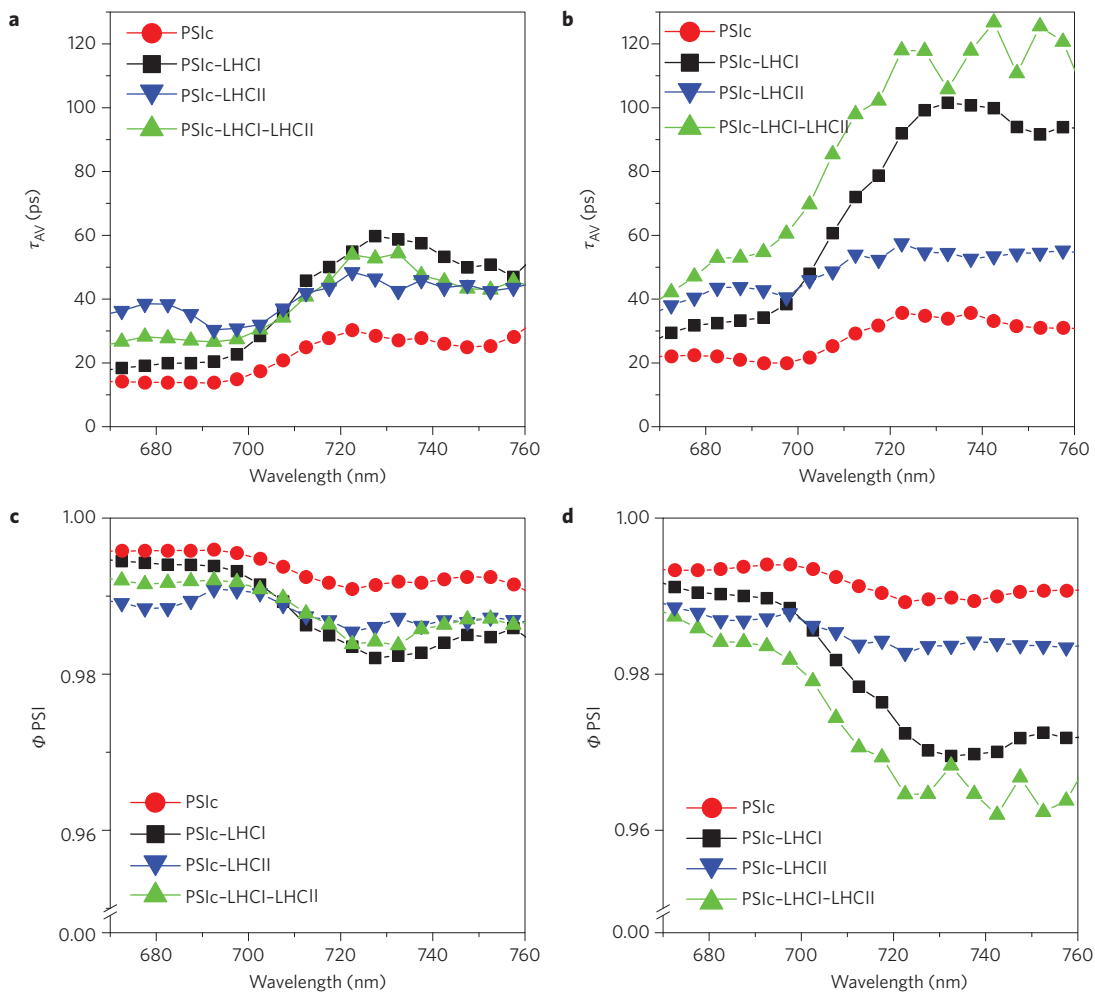 a
120
100
80
60
40
20
0
τAV (ps)
PSIc
PSIc–LHCI
PSIc–LHCII
PSIc–LHCI–LHCII
680 700 720 740 760
Wavelength (nm)
b
120
100
80
60
40
20
0
τAV (ps)
PSIc
PSIc–LHCI
PSIc–LHCII
PSIc–LHCI–LHCII
680 700 720 740 760
Wavelength (nm)
c
1.00
0.98
0.96
0.00
Φ PSI
PSIc
PSIc–LHCI
PSIc–LHCII
PSIc–LHCI–LHCII
680 700 720 740 760
Wavelength (nm)
d
1.00
0.98
0.96
0.00
Φ PSI
PSIc
PSIc–LHCI
PSIc–LHCII
PSIc–LHCI–LHCII
680 700 720 740 760
Wavelength (nm)